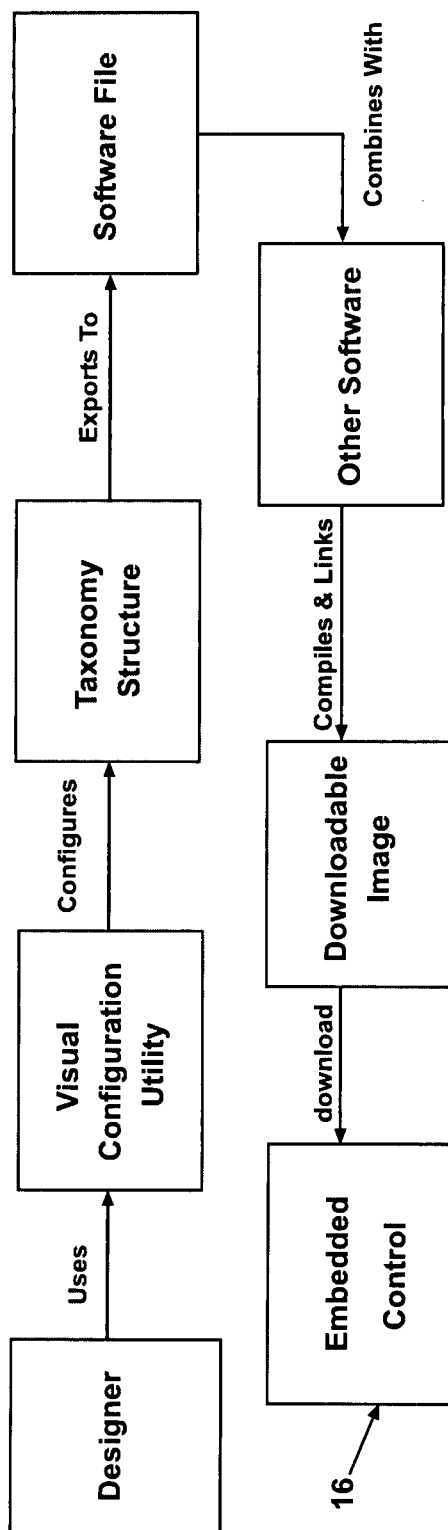 Designer
Uses
Visual
Configuration
Utility
Configures
Taxonomy
Structure
Exports To
Software File
Combines With
Other Software
Compiles & Links
Downloadable
Image
download
Embedded
Control
16